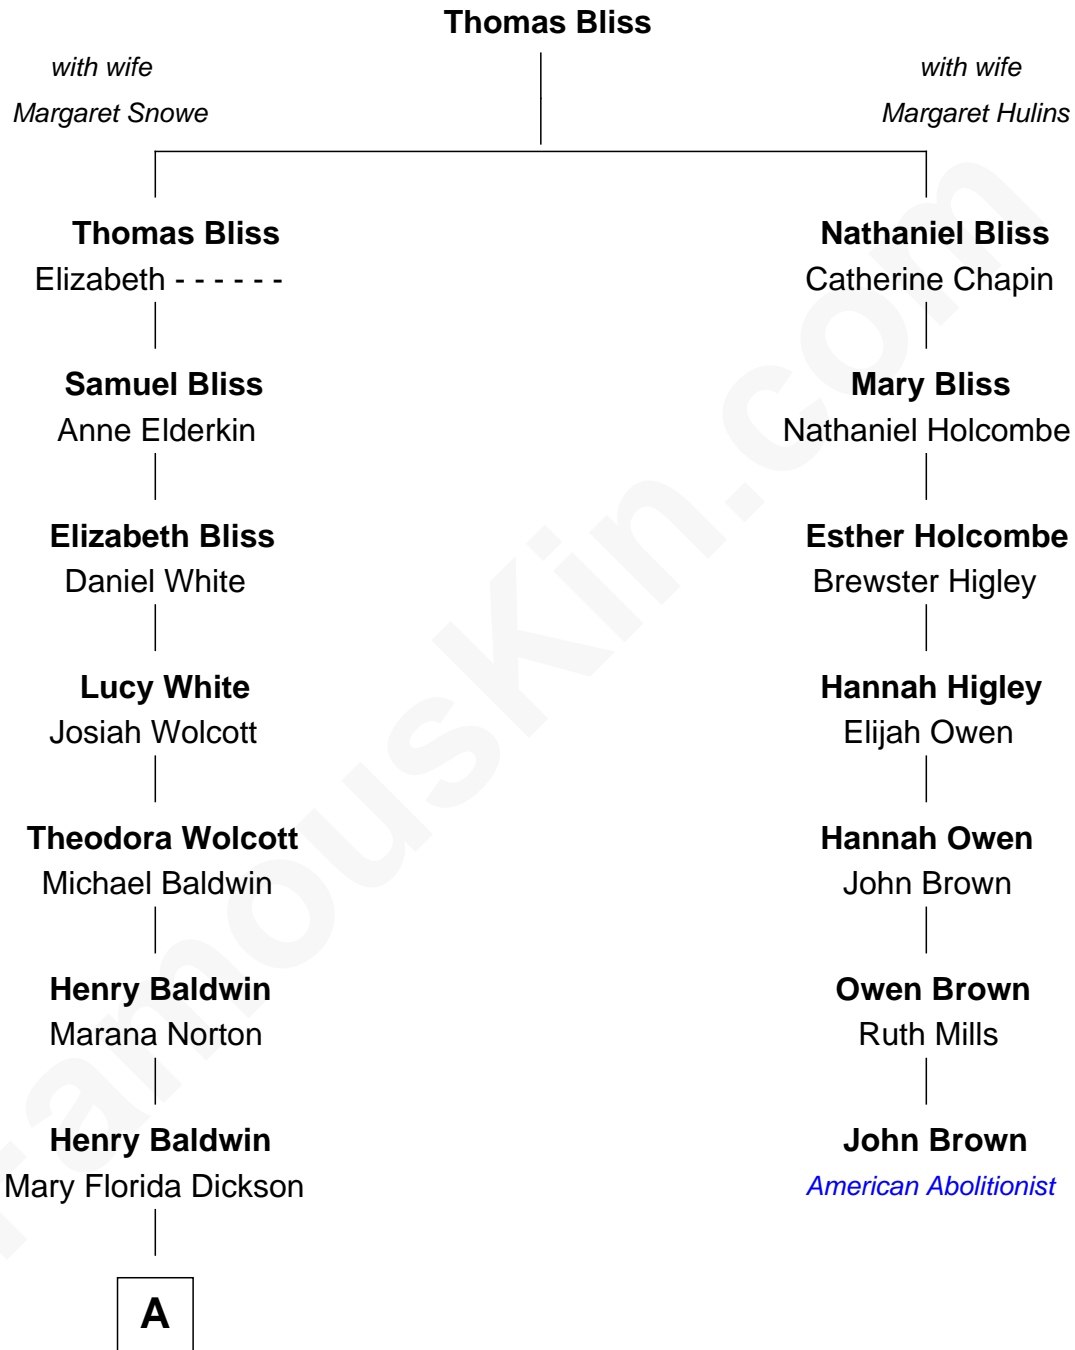 Thomas Bliss
with wife
Margaret Snowe
with wife
Margaret Hulins
Thomas Bliss
Elizabeth - - - - - -
Nathaniel Bliss
Catherine Chapin
Samuel Bliss
Anne Elderkin
Mary Bliss
Nathaniel Holcombe
Elizabeth Bliss
Daniel White
Esther Holcombe
Brewster Higley
Lucy White
Josiah Wolcott
Hannah Higley
Elijah Owen
Theodora Wolcott
Michael Baldwin
Hannah Owen
John Brown
Henry Baldwin
Marana Norton
Owen Brown
Ruth Mills
Henry Baldwin
Mary Florida Dickson
John Brown
American Abolitionist
A
famouskin.com